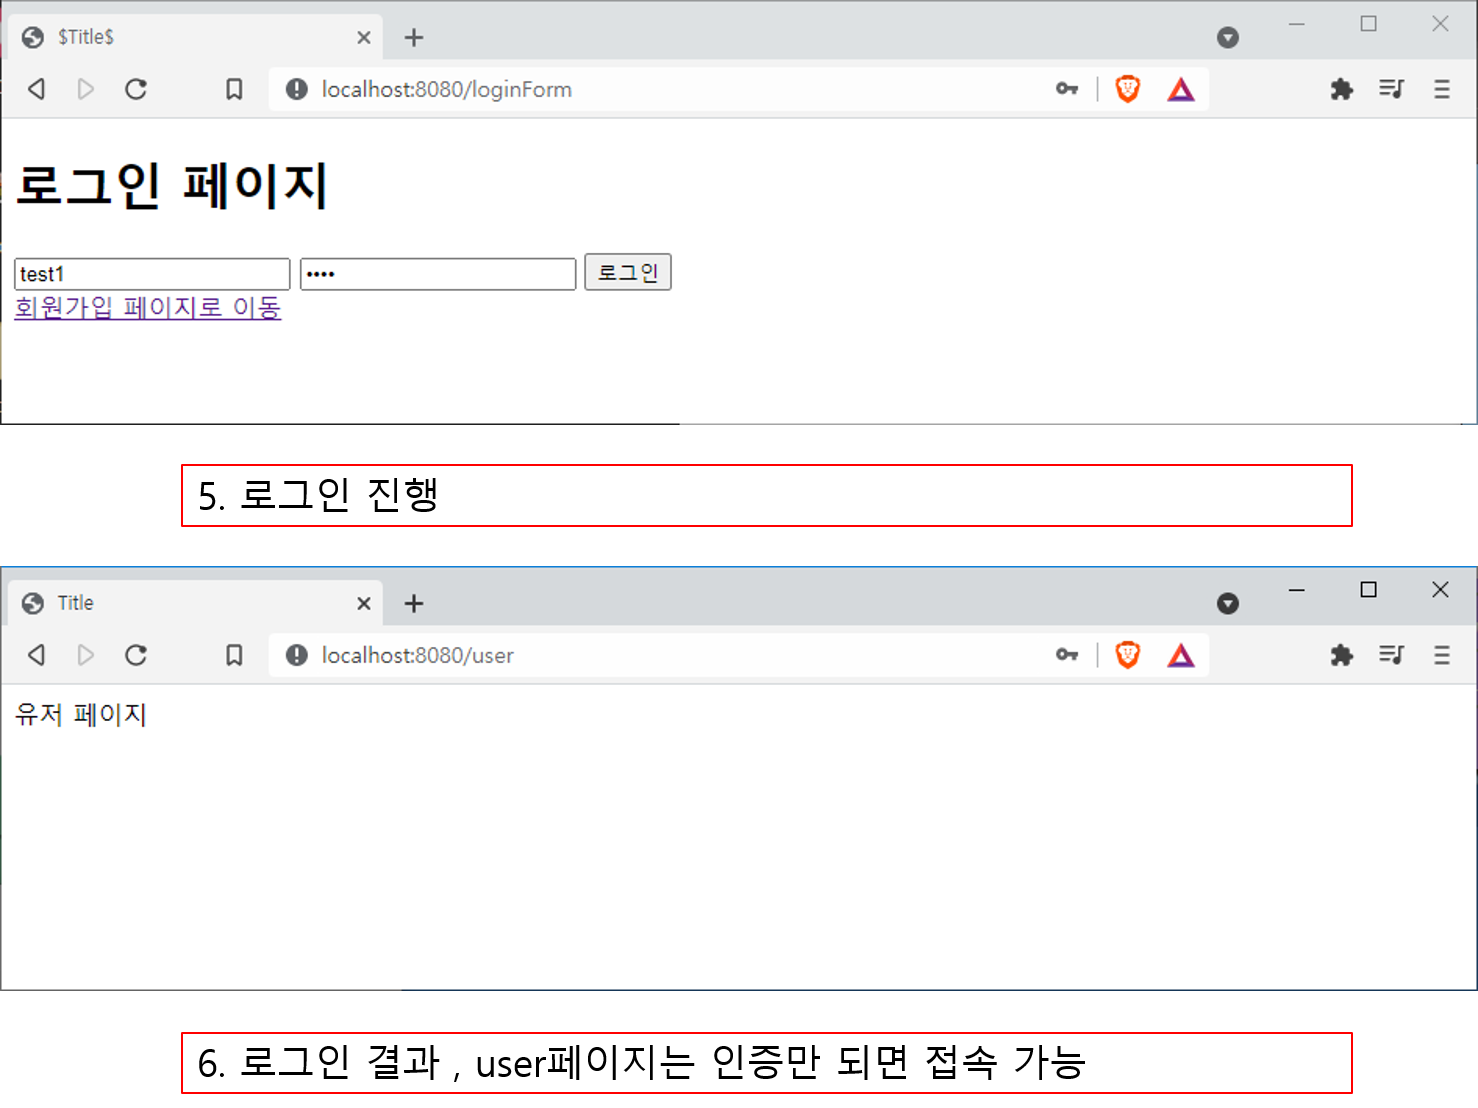 $Title$
localhost:8080/loginForm
로그인 페이지
test1 •••• 로그인
회원가입 페이지로 이동
5. 로그인 진행
Title
localhost:8080/user
유저 페이지
6. 로그인 결과 , user페이지는 인증만 되면 접속 가능